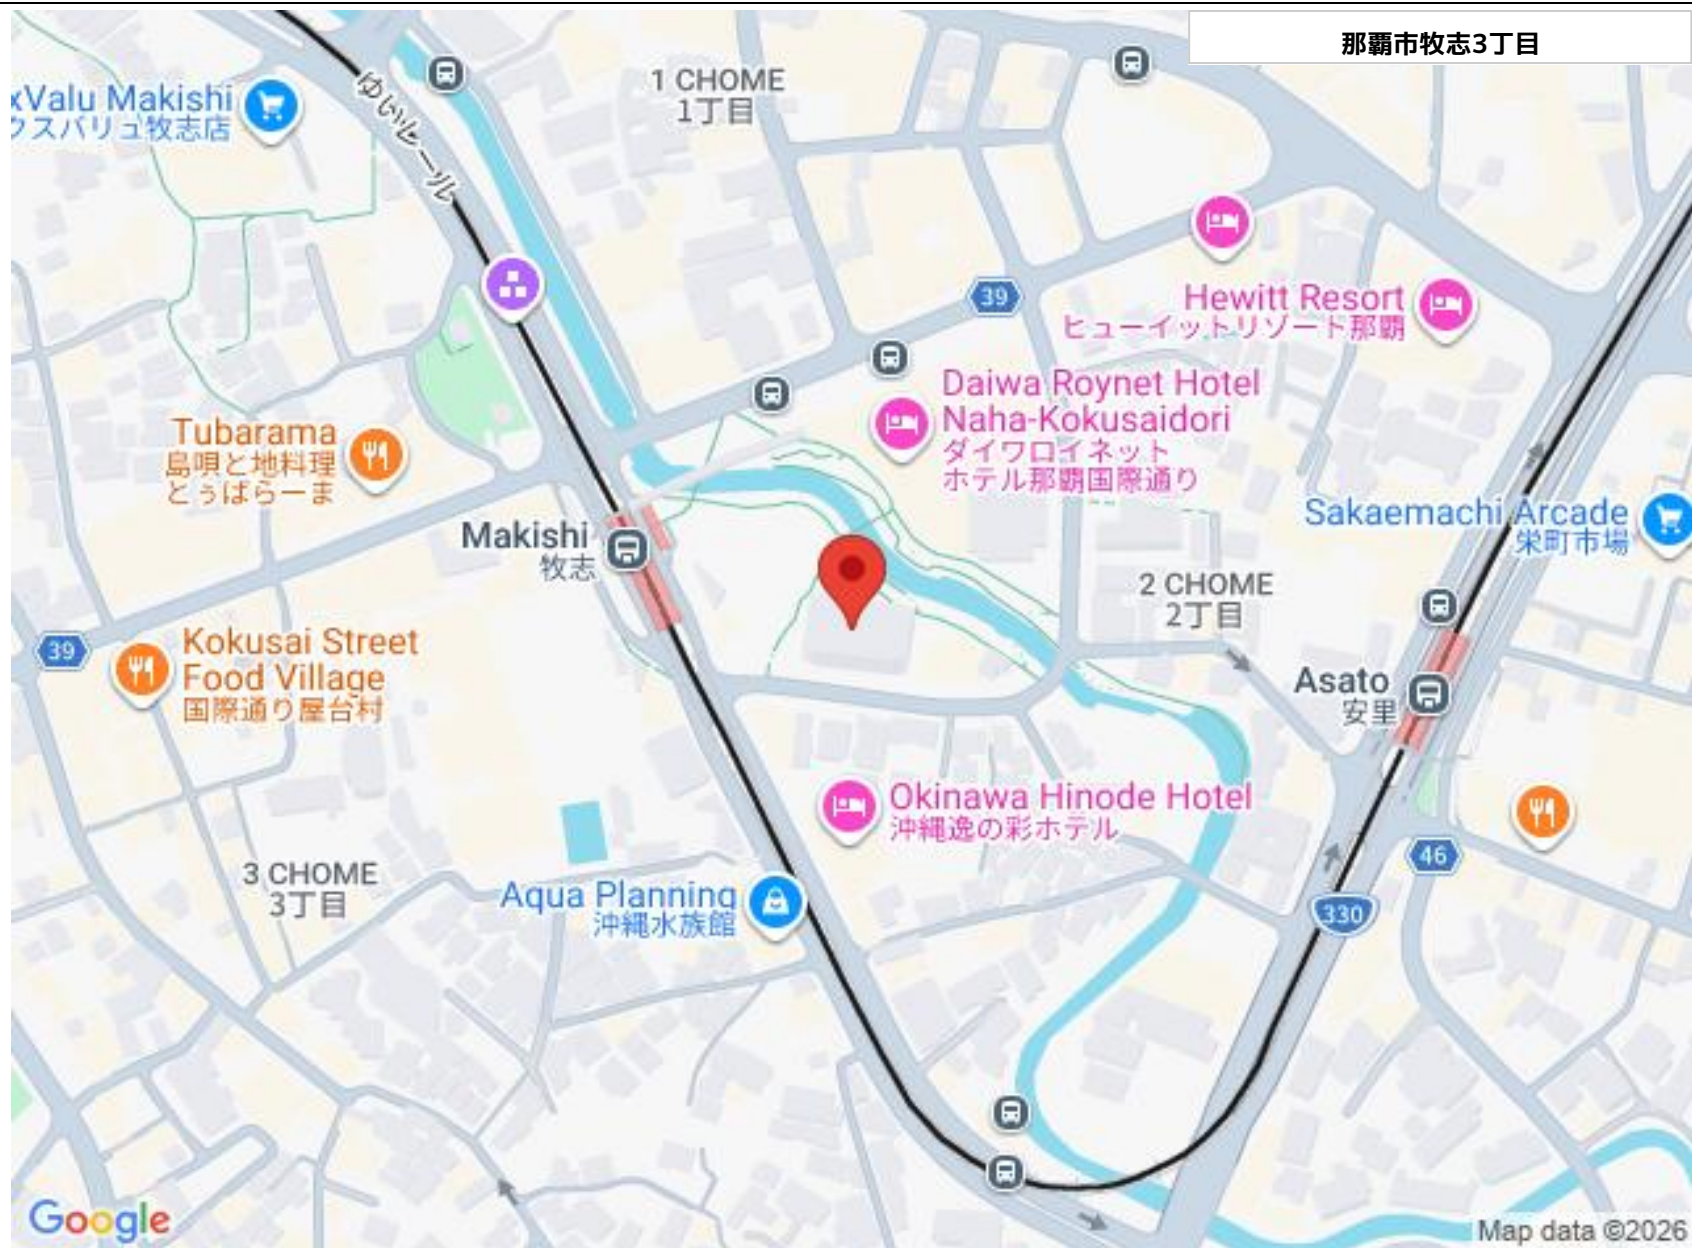 那覇市牧志3丁目
1 CHOME
1丁目
xValu Makishi
クスバリュ牧志店
ゆいレール
39
Hewitt Resort
ヒューイットリゾート那覇
Daiwa Roynet Hotel
Naha-Kokusaidori
ダイワロイネット
ホテル那覇国際通り
Tubarama
島唄と地料理
とぅばらーま
Makishi
牧志
Sakaemachi Arcade
栄町市場
2 CHOME
2丁目
39
Kokusai Street
Food Village
国際通り屋台村
Asato
安里
Okinawa Hinode Hotel
沖縄逸の彩ホテル
46
3 CHOME
3丁目
Aqua Planning
沖縄水族館
330
Google
Map data ©2026